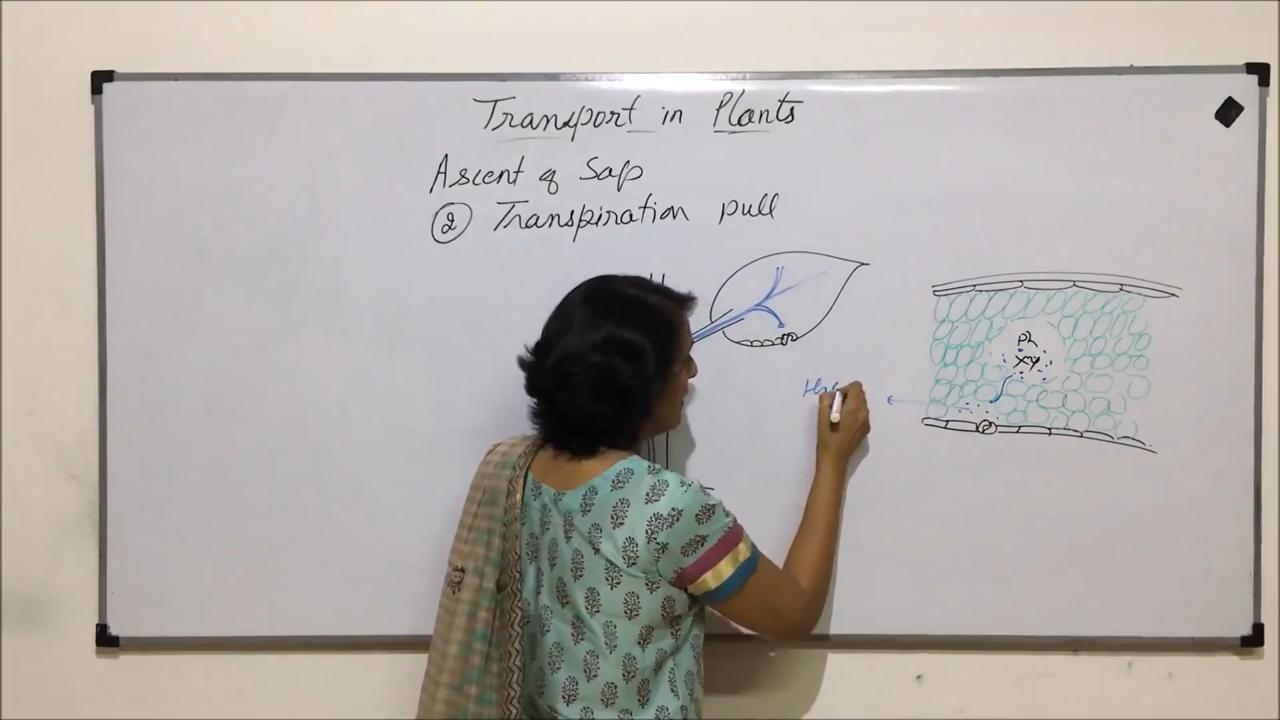 Transport in Plants
Ascent of Sap
② Transpiration pull
Ph
Xy